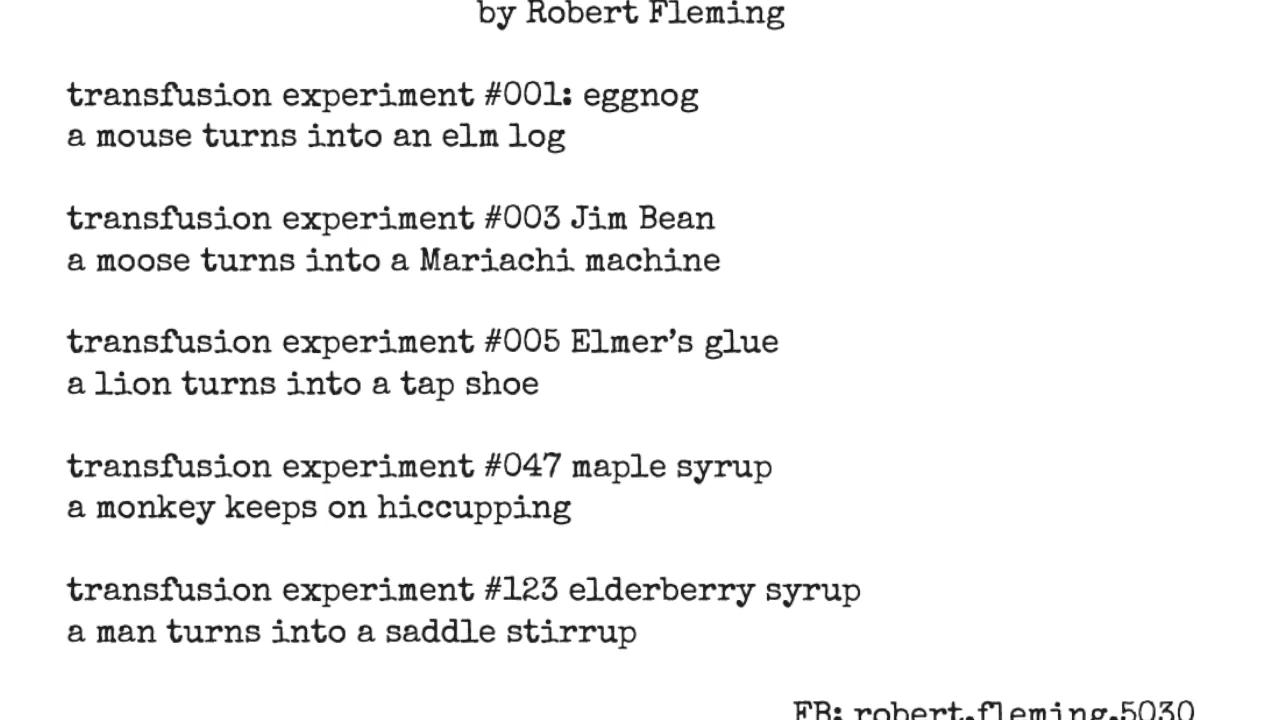 by Robert Fleming
transfusion experiment #001: eggnog
a mouse turns into an elm log
transfusion experiment #003 Jim Bean
a moose turns into a Mariachi machine
transfusion experiment #005 Elmer's glue
a lion turns into a tap shoe
transfusion experiment #047 maple syrup
a monkey keeps on hiccupping
transfusion experiment #123 elderberry syrup
a man turns into a saddle stirrup
FB: robert.fleming.5030